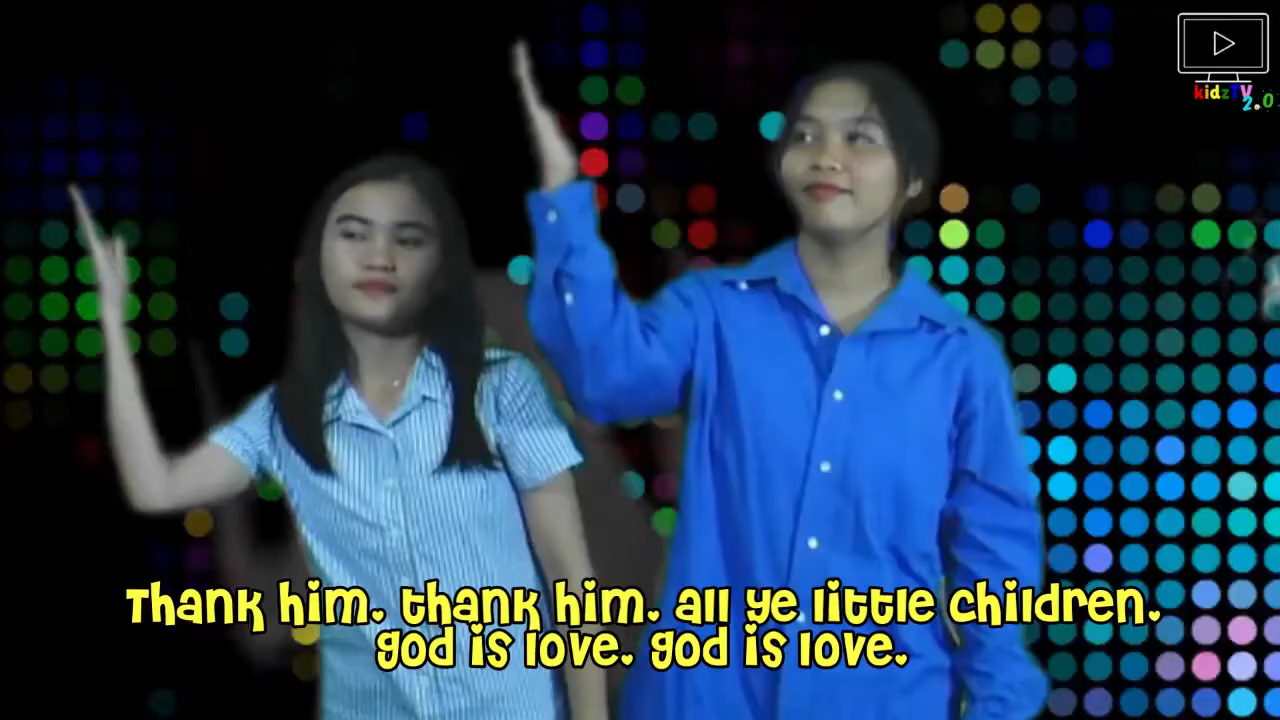 kidzTV
2.0
Thank him, thank him, all ye little children,
god is love, god is love.